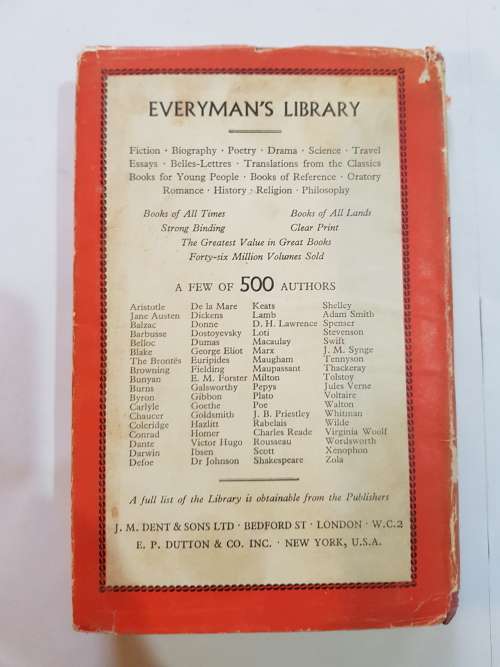 EVERYMAN'S LIBRARY
Fiction · Biography · Poetry · Drama · Science · Travel
Essays · Belles-Lettres · Translations from the Classics
Books for Young People · Books of Reference · Oratory
Romance · History · Religion · Philosophy
Books of All Times Books of All Lands
Strong Binding Clear Print
The Greatest Value in Great Books
Forty-six Million Volumes Sold
A FEW OF 500 AUTHORS
Aristotle De la Mare Keats Shelley
Jane Austen Dickens Lamb Adam Smith
Balzac Donne D. H. Lawrence Spenser
Barbusse Dostoyevsky Loti Stevenson
Belloc Dumas Macaulay Swift
Blake George Eliot Marx J. M. Synge
The Brontës Euripides Maugham Tennyson
Browning Fielding Maupassant Thackeray
Bunyan E. M. Forster Milton Tolstoy
Burns Galsworthy Pepys Jules Verne
Byron Gibbon Plato Voltaire
Carlyle Goethe Poe Walton
Chaucer Goldsmith J. B. Priestley Whitman
Coleridge Hazlitt Rabelais Wilde
Conrad Homer Charles Reade Virginia Woolf
Dante Victor Hugo Rousseau Wordsworth
Darwin Ibsen Scott Xenophon
Defoe Dr Johnson Shakespeare Zola
A full list of the Library is obtainable from the Publishers
J. M. DENT & SONS LTD · BEDFORD ST · LONDON · W.C.2
E. P. DUTTON & CO. INC. · NEW YORK, U.S.A.